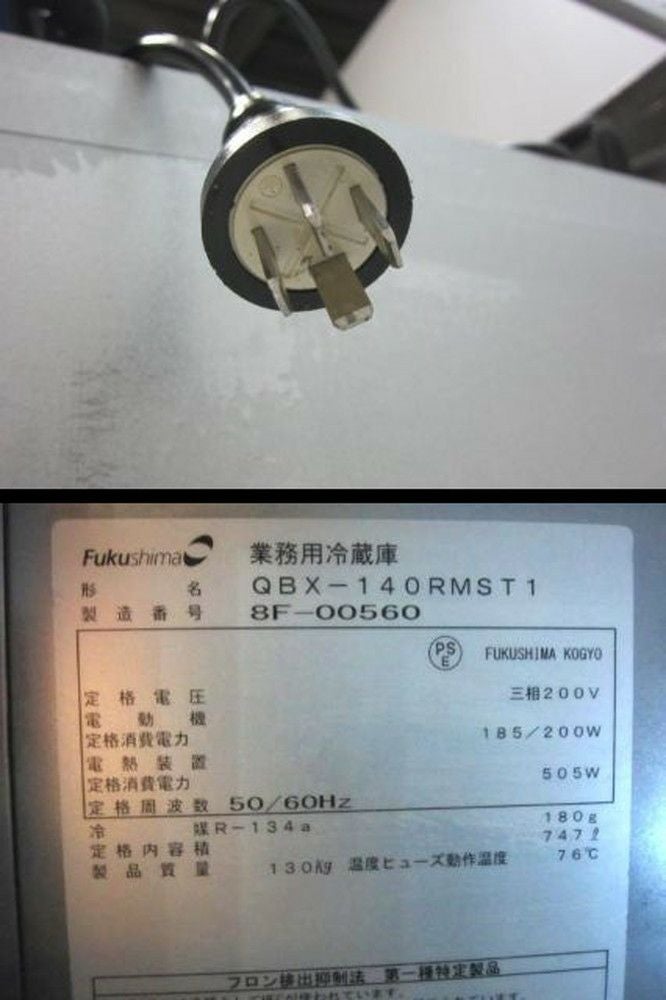 Fukushima 業務用冷蔵庫
形名 QBX-140RMST1
製造番号 8F-00560
PSE FUKUSHIMA KOGYO
定格電圧 三相200V
電動機
定格消費電力 185/200W
電熱装置
定格消費電力 505W
定格周波数 50/60Hz
冷媒 R-134a 180g
定格内容積 747ℓ
製品質量 130kg 温度ヒューズ動作温度 76℃
フロン排出抑制法 第一種特定製品